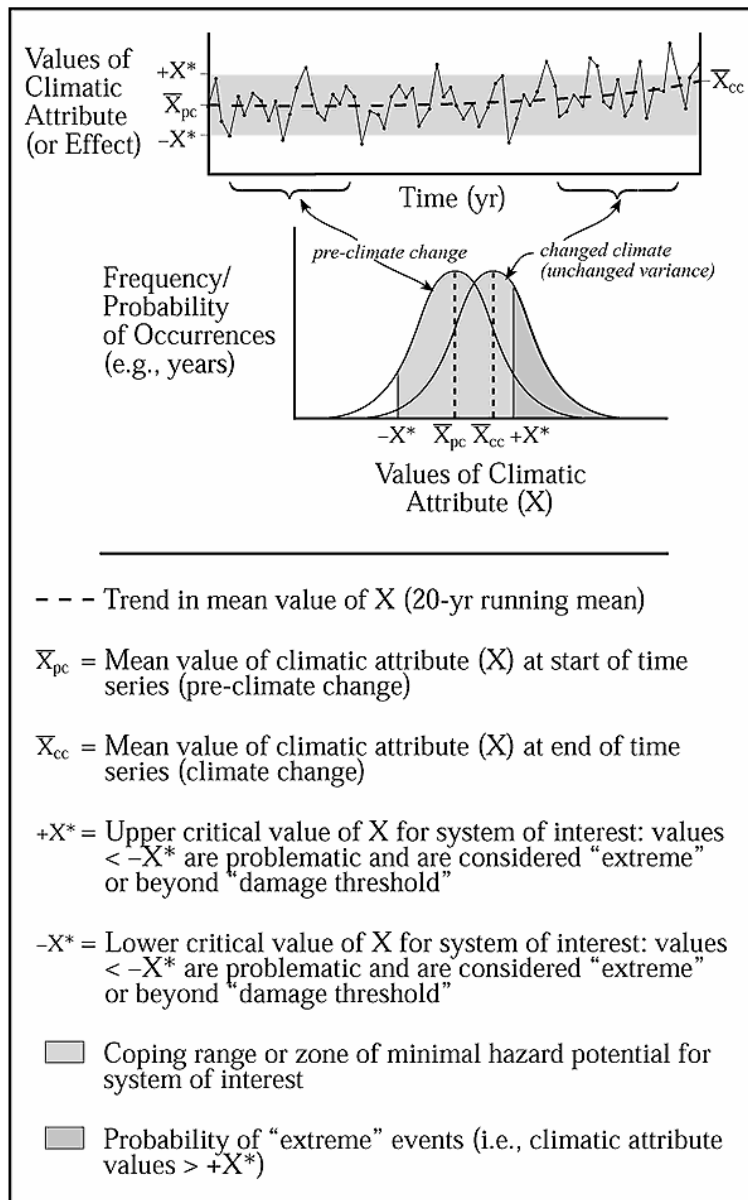 Values of
Climatic
Attribute
(or Effect)
+X*
X̅pc
–X*
X̅cc
Time (yr)
pre-climate change
changed climate
(unchanged variance)
Frequency/
Probability
of Occurrences
(e.g., years)
–X* X̅pc X̅cc +X*
Values of Climatic
Attribute (X)
Trend in mean value of X (20-yr running mean)
X̅pc = Mean value of climatic attribute (X) at start of time
series (pre-climate change)
X̅cc = Mean value of climatic attribute (X) at end of time
series (climate change)
+X* = Upper critical value of X for system of interest: values
< –X* are problematic and are considered “extreme”
or beyond “damage threshold”
–X* = Lower critical value of X for system of interest: values
< –X* are problematic and are considered “extreme”
or beyond “damage threshold”
Coping range or zone of minimal hazard potential for
system of interest
Probability of “extreme” events (i.e., climatic attribute
values > +X*)